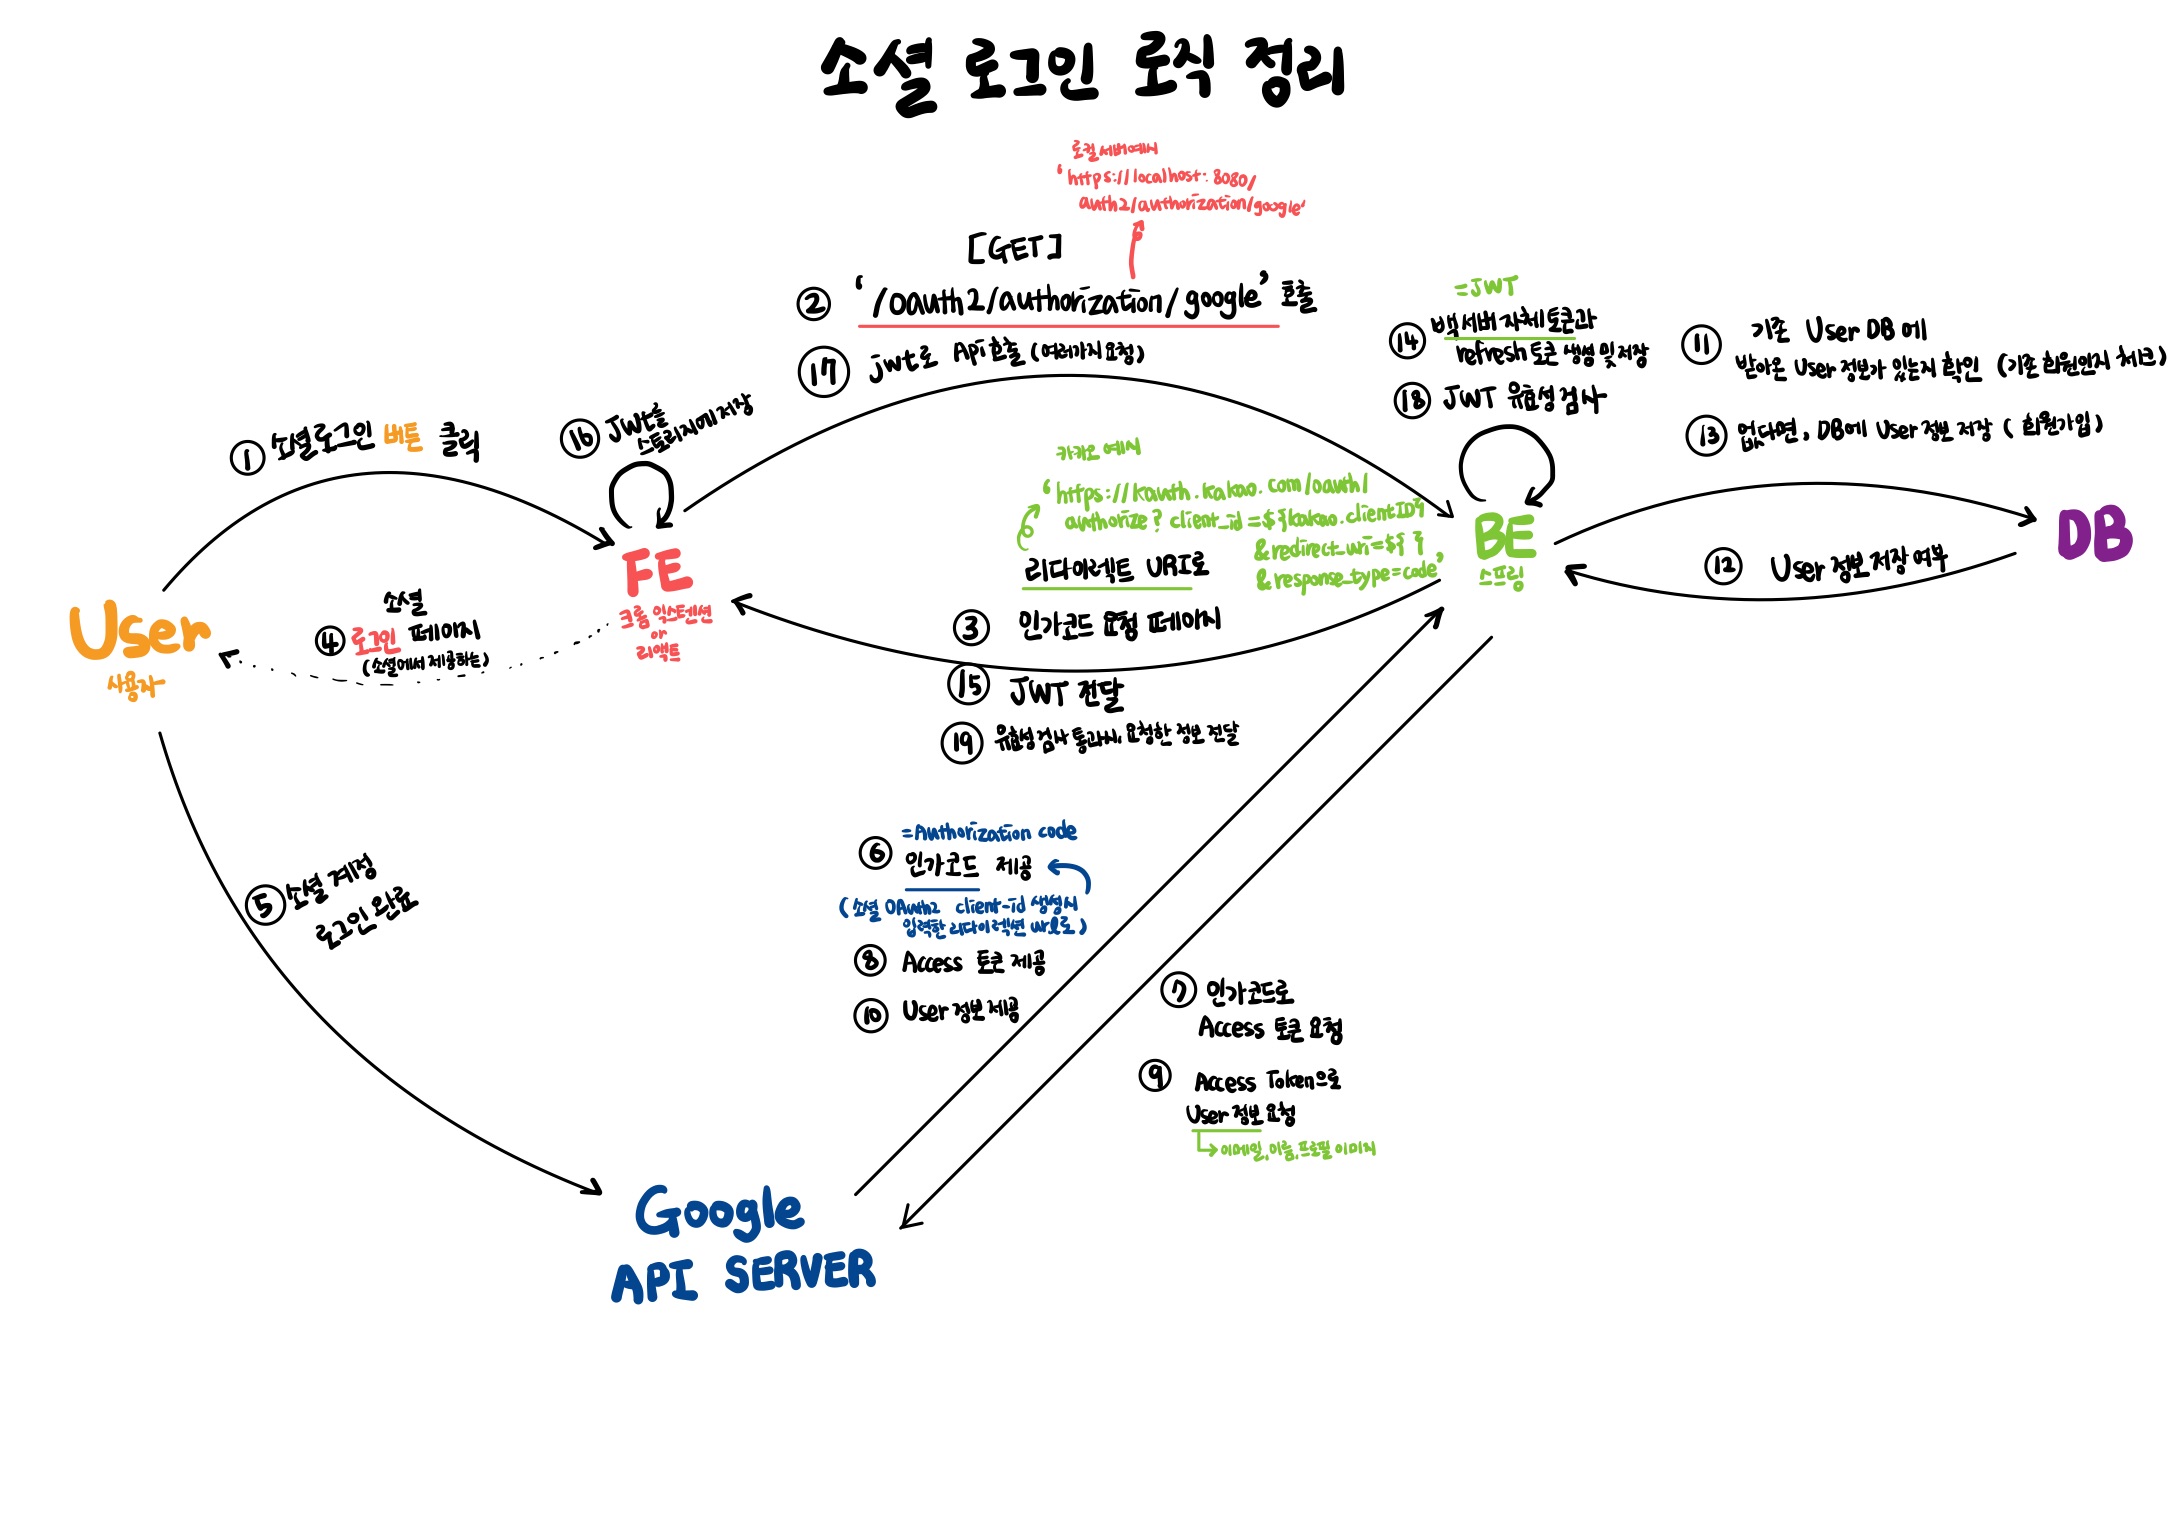 소셜 로그인 로직 정리
로컬 서버 예시
'https://localhost:8080/
auth2/authorization/google'
[GET]
② '/oauth2/authorization/google' 호출
⑰ jwt로 Api 호출 (여러가지 요청)
=JWT
⑭ 백 서버 자체 토큰과
refresh 토큰 생성 및 저장
⑱ JWT 유효성 검사
⑪ 기존 User DB에
받아온 User 정보가 있는지 확인 (기존 회원인지 체크)
⑬ 없다면, DB에 User 정보 저장 (회원가입)
① 소셜 로그인 버튼 클릭
⑯ JWt를
스토리지에 저장
카카오 예시
'https://kauth.kakao.com/oauth/
authorize?client_id=${kakao.clientID}
&redirect_uri=${ }
&response_type=code'
리다이렉트 URI로
③ 인가코드 요청 페이지
⑮ JWT 전달
⑲ 유효성 검사 통과시, 요청한 정보 전달
FE
크롬 익스텐션
or
리액트
BE
스프링
DB
⑫ User 정보 저장 여부
User
사용자
소셜
④ 로그인 페이지
(소셜에서 제공하는)
⑤ 소셜 계정
로그인 완료
=Authorization code
⑥ 인가코드 제공
(소셜 OAuth2 client-id 생성시
입력한 리다이렉션 url로)
⑧ Access 토큰 제공
⑩ User 정보 제공
⑦ 인가코드로
Access 토큰 요청
⑨ Access Token으로
User 정보 요청
이메일, 이름, 프로필 이미지
Google
API SERVER